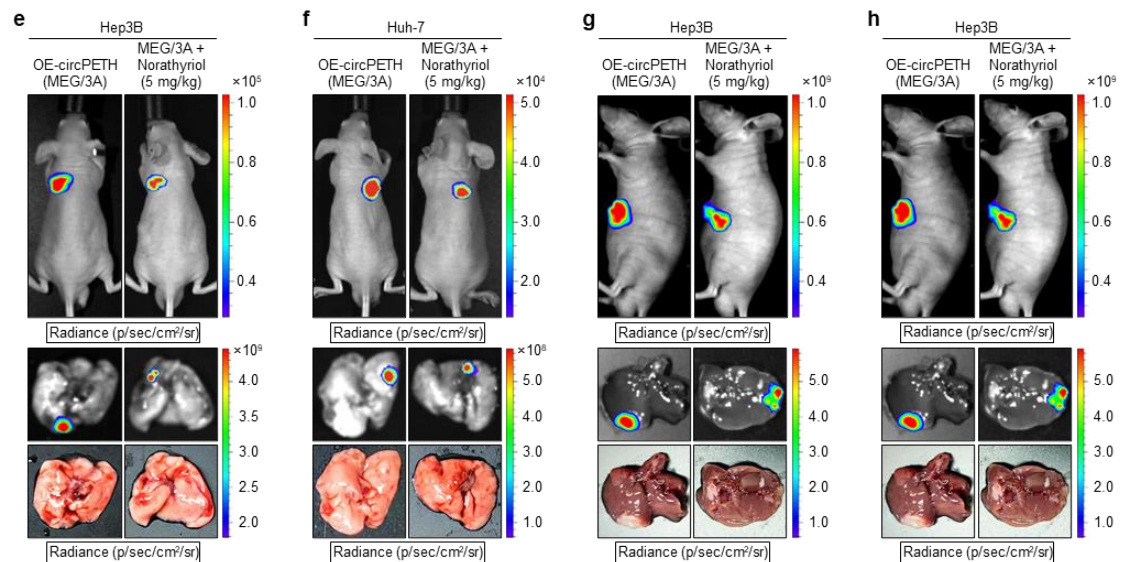 e
Hep3B
OE-circPETH
(MEG/3A)
MEG/3A +
Norathyriol
(5 mg/kg)
×10⁵
1.0
0.8
0.6
0.4
Radiance (p/sec/cm²/sr)
×10⁹
4.0
3.5
3.0
2.5
2.0
Radiance (p/sec/cm²/sr)
f
Huh-7
OE-circPETH
(MEG/3A)
MEG/3A +
Norathyriol
(5 mg/kg)
×10⁴
5.0
4.0
3.0
2.0
Radiance (p/sec/cm²/sr)
×10⁸
5.0
4.0
3.0
2.0
1.0
Radiance (p/sec/cm²/sr)
g
Hep3B
OE-circPETH
(MEG/3A)
MEG/3A +
Norathyriol
(5 mg/kg)
×10⁹
1.0
0.8
0.6
0.4
Radiance (p/sec/cm²/sr)
5.0
4.0
3.0
2.0
1.0
Radiance (p/sec/cm²/sr)
h
Hep3B
OE-circPETH
(MEG/3A)
MEG/3A +
Norathyriol
(5 mg/kg)
×10⁹
1.0
0.8
0.6
0.4
Radiance (p/sec/cm²/sr)
5.0
4.0
3.0
2.0
1.0
Radiance (p/sec/cm²/sr)